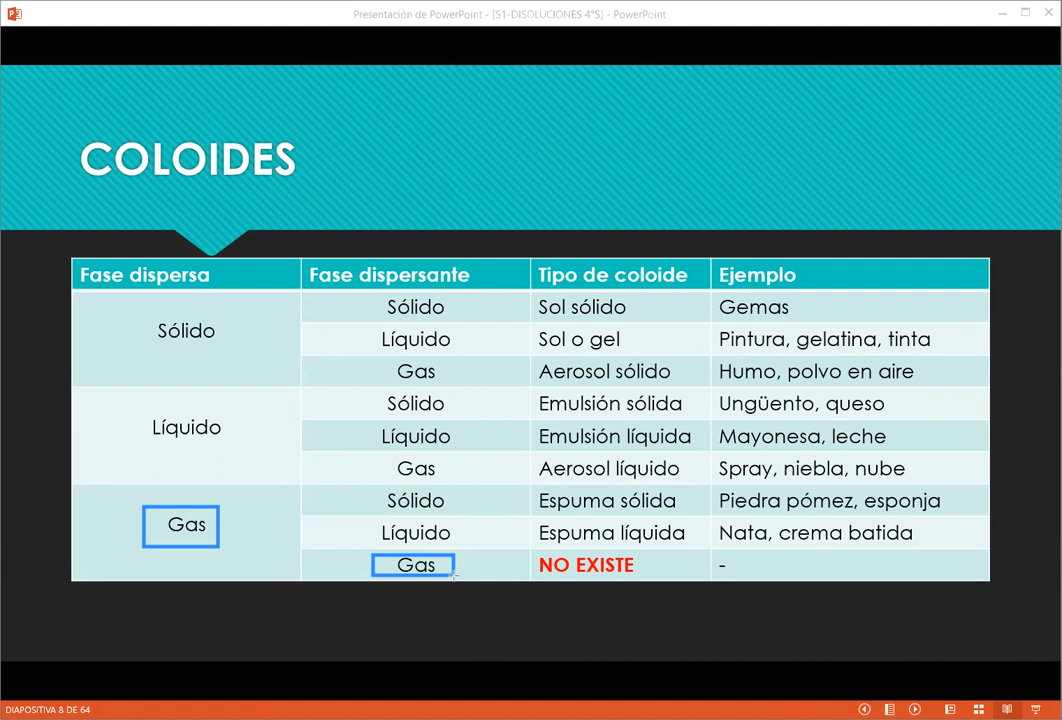 Presentación de PowerPoint - [S1-DISOLUCIONES 4°S] - PowerPoint
COLOIDES
Fase dispersa Fase dispersante Tipo de coloide Ejemplo
Sólido Sólido Sol sólido Gemas
Líquido Sol o gel Pintura, gelatina, tinta
Gas Aerosol sólido Humo, polvo en aire
Líquido Sólido Emulsión sólida Ungüento, queso
Líquido Emulsión líquida Mayonesa, leche
Gas Aerosol líquido Spray, niebla, nube
Gas Sólido Espuma sólida Piedra pómez, esponja
Líquido Espuma líquida Nata, crema batida
Gas NO EXISTE -
DIAPOSITIVA 8 DE 64